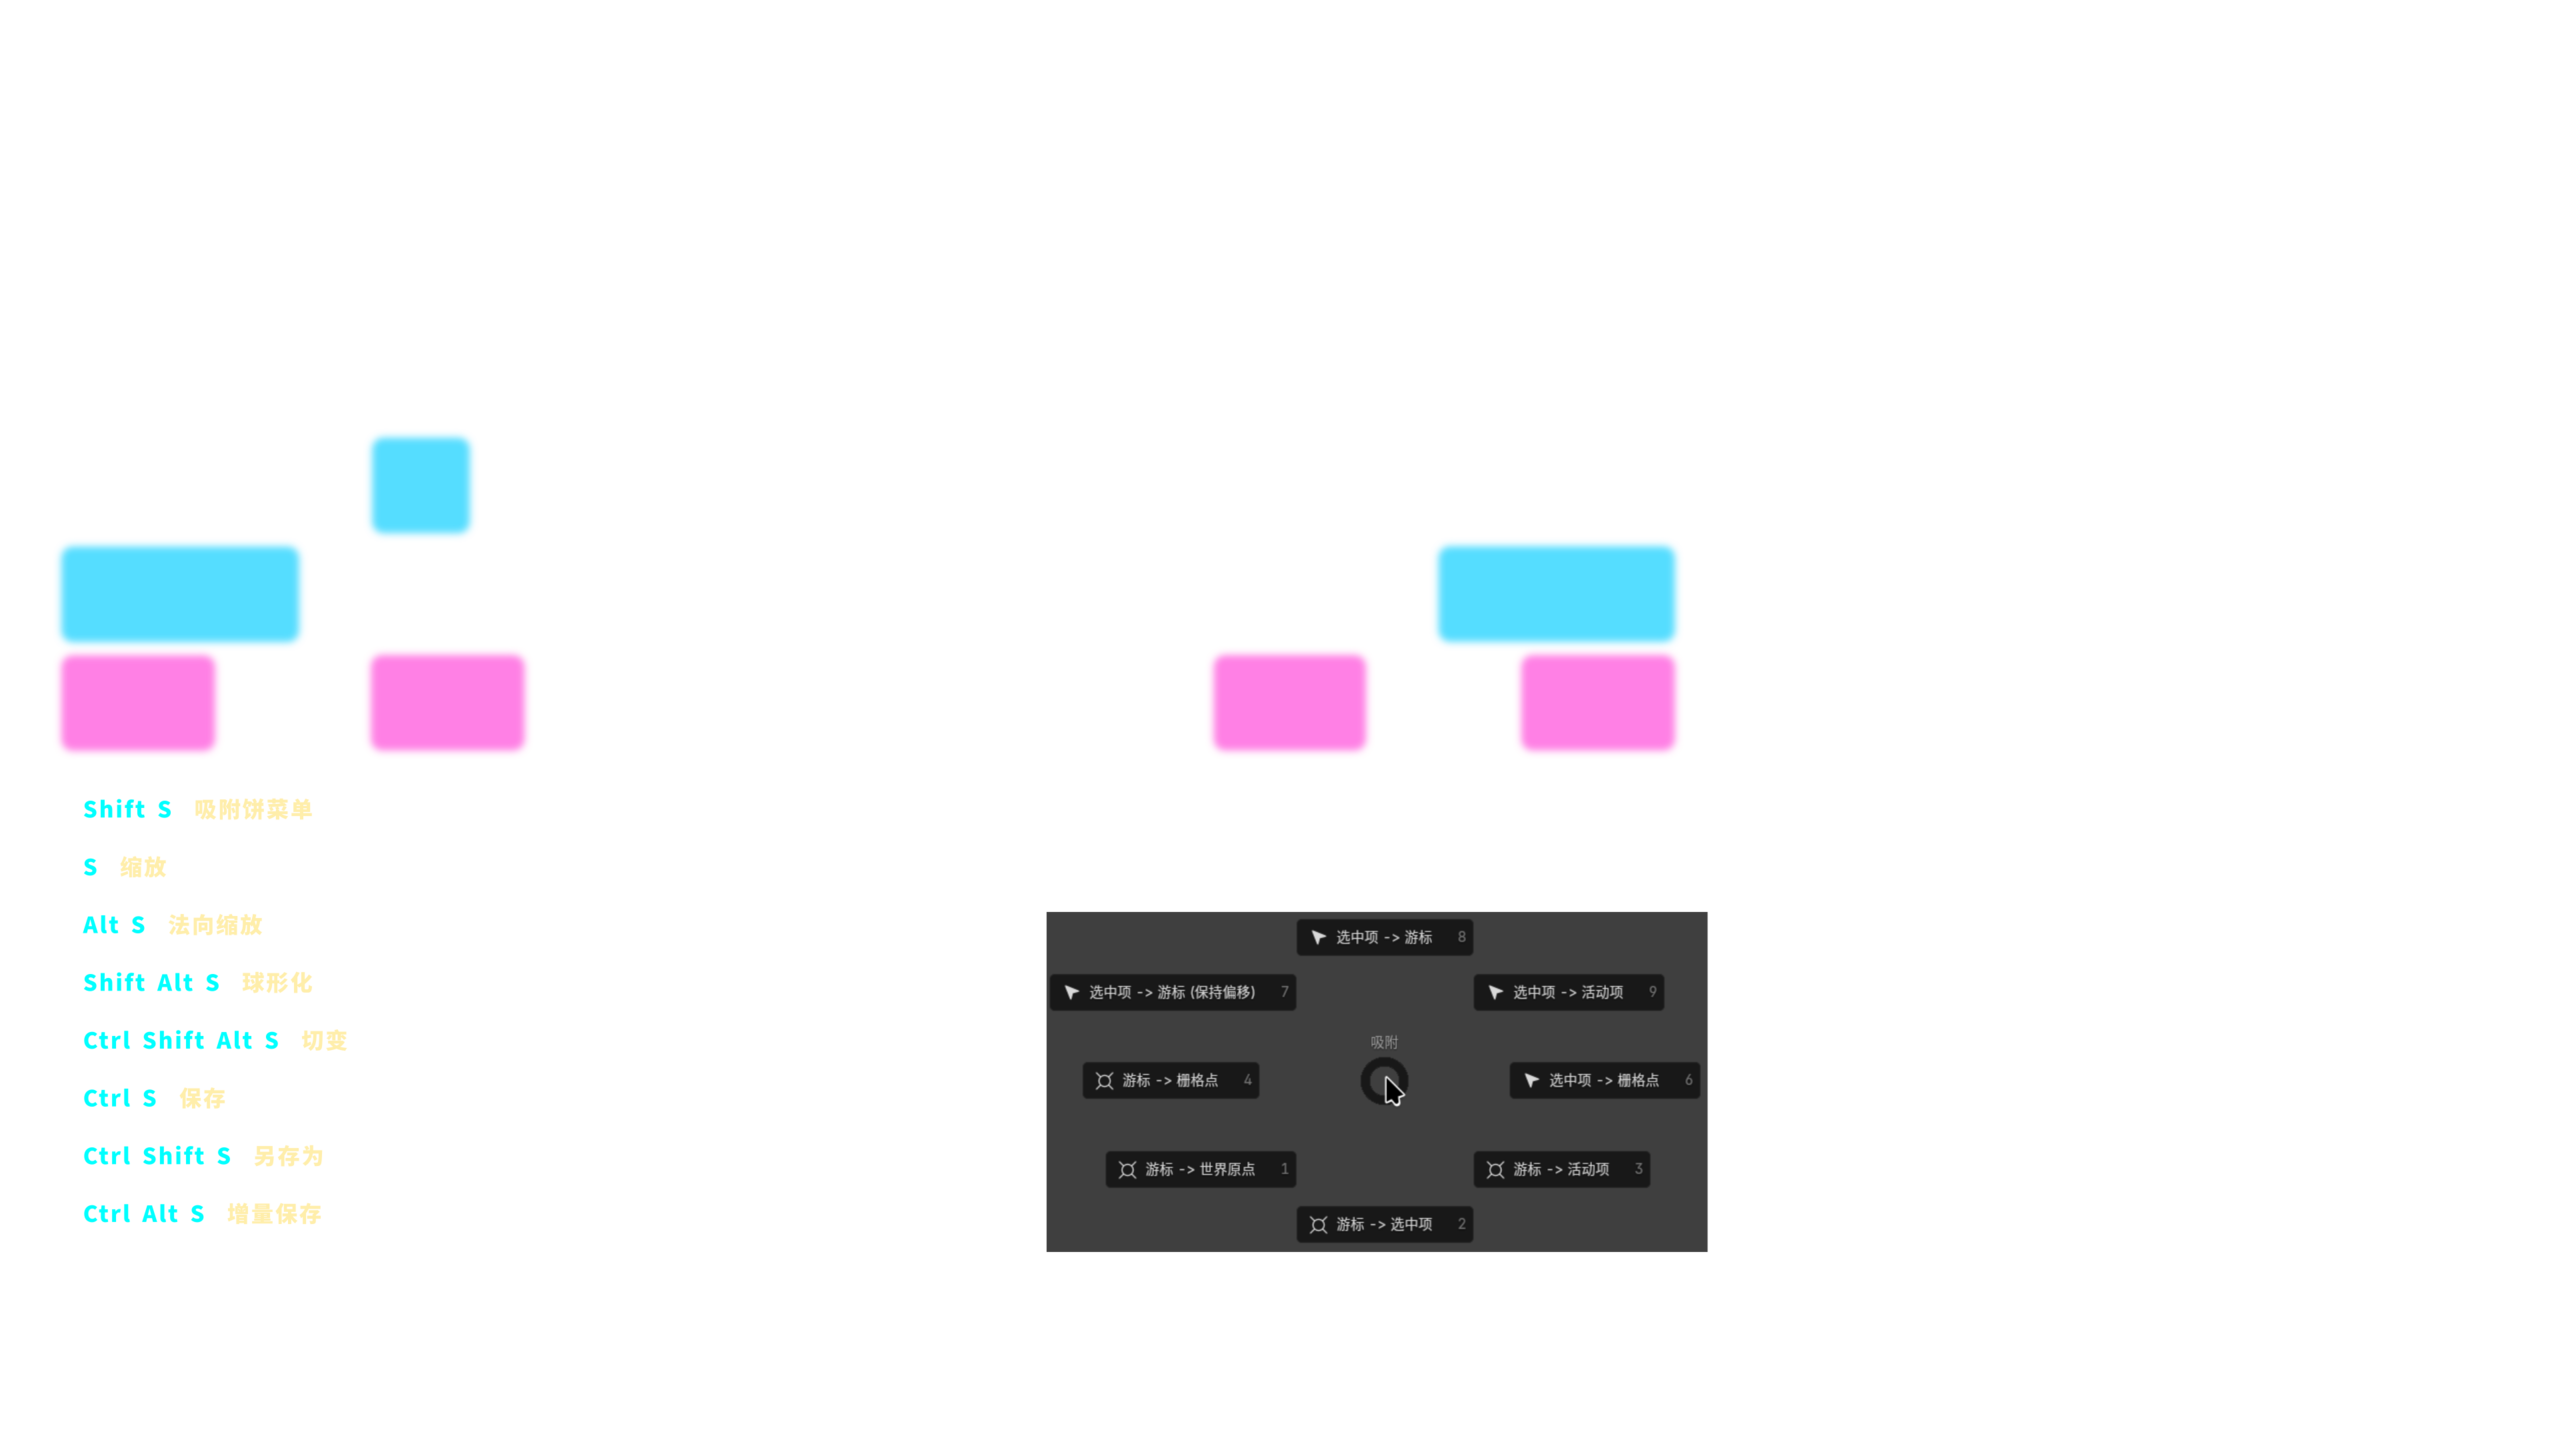 Shift S 吸附饼菜单
S 缩放
Alt S 法向缩放
Shift Alt S 球形化
Ctrl Shift Alt S 切变
Ctrl S 保存
Ctrl Shift S 另存为
Ctrl Alt S 增量保存
选中项 -> 游标 8
选中项 -> 游标 (保持偏移) 7
选中项 -> 活动项 9
吸附
游标 -> 栅格点 4
选中项 -> 栅格点 6
游标 -> 世界原点 1
游标 -> 活动项 3
游标 -> 选中项 2